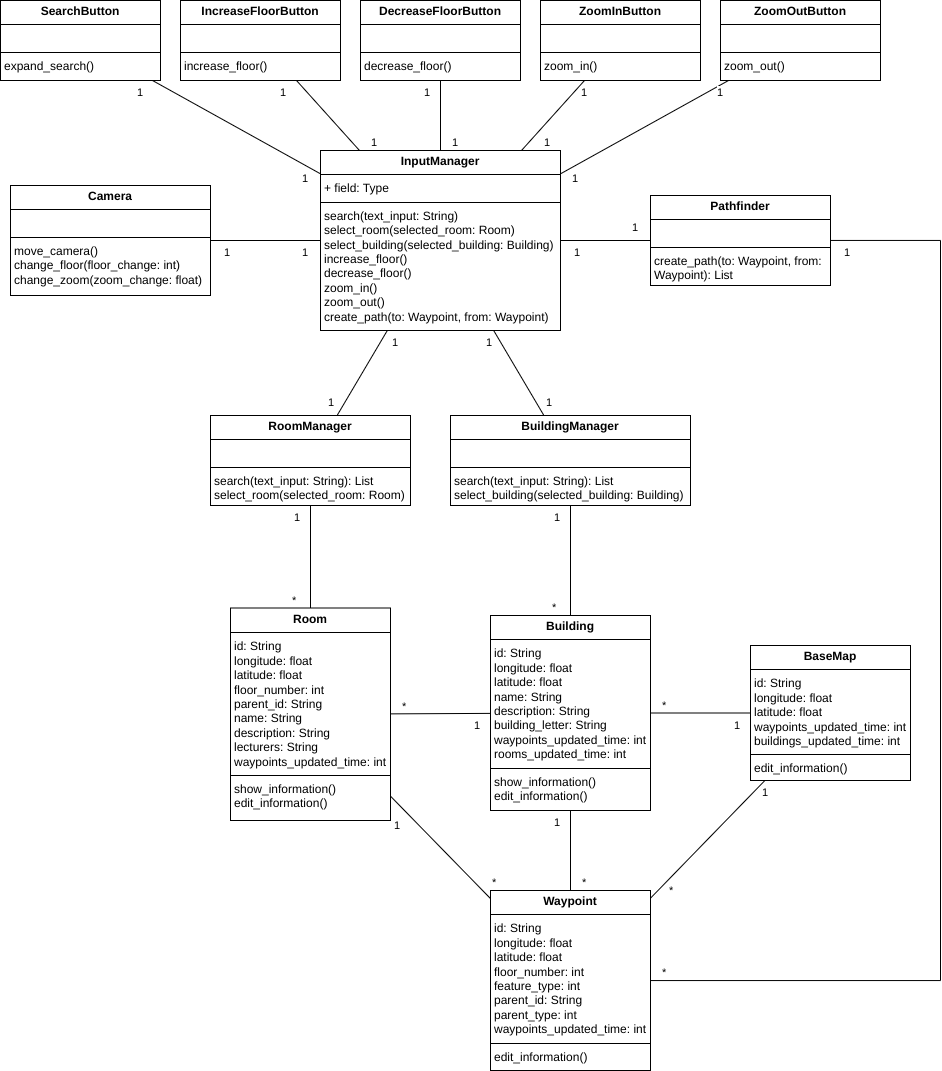 SearchButton
expand_search()
IncreaseFloorButton
increase_floor()
DecreaseFloorButton
decrease_floor()
ZoomInButton
zoom_in()
ZoomOutButton
zoom_out()
1
1
1
1
1
1
1
1
1
1
InputManager
+ field: Type
search(text_input: String)
select_room(selected_room: Room)
select_building(selected_building: Building)
increase_floor()
decrease_floor()
zoom_in()
zoom_out()
create_path(to: Waypoint, from: Waypoint)
Camera
move_camera()
change_floor(floor_change: int)
change_zoom(zoom_change: float)
1
1
1
1
Pathfinder
create_path(to: Waypoint, from:
Waypoint): List
1
1
1
1
1
RoomManager
search(text_input: String): List
select_room(selected_room: Room)
BuildingManager
search(text_input: String): List
select_building(selected_building: Building)
1
*
1
*
Room
id: String
longitude: float
latitude: float
floor_number: int
parent_id: String
name: String
description: String
lecturers: String
waypoints_updated_time: int
show_information()
edit_information()
*
1
Building
id: String
longitude: float
latitude: float
name: String
description: String
building_letter: String
waypoints_updated_time: int
rooms_updated_time: int
show_information()
edit_information()
*
1
BaseMap
id: String
longitude: float
latitude: float
waypoints_updated_time: int
buildings_updated_time: int
edit_information()
1
1
1
*
*
*
*
Waypoint
id: String
longitude: float
latitude: float
floor_number: int
feature_type: int
parent_id: String
parent_type: int
waypoints_updated_time: int
edit_information()